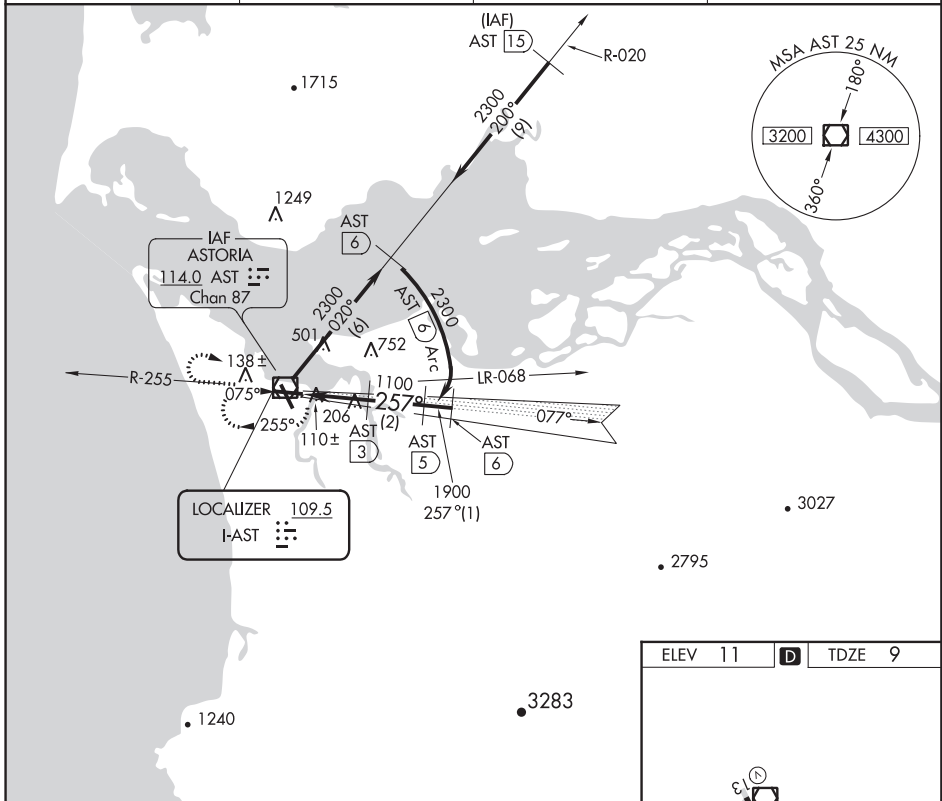 (IAF)
AST 15
R-020
1715
2300
200°
(9)
MSA AST 25 NM
180°
3200
4300
360°
1249
AST
6
IAF
ASTORIA
114.0 AST
Chan 87
2300
020°
(6)
2300
AST 6 Arc
501
752
138±
R-255
1100
LR-068
075°
257°
077°
255°
206
(2)
110±
AST
3
AST
5
AST
6
1900
257°(1)
LOCALIZER 109.5
I-AST
3027
2795
ELEV 11 D TDZE 9
3283
1240
13
V